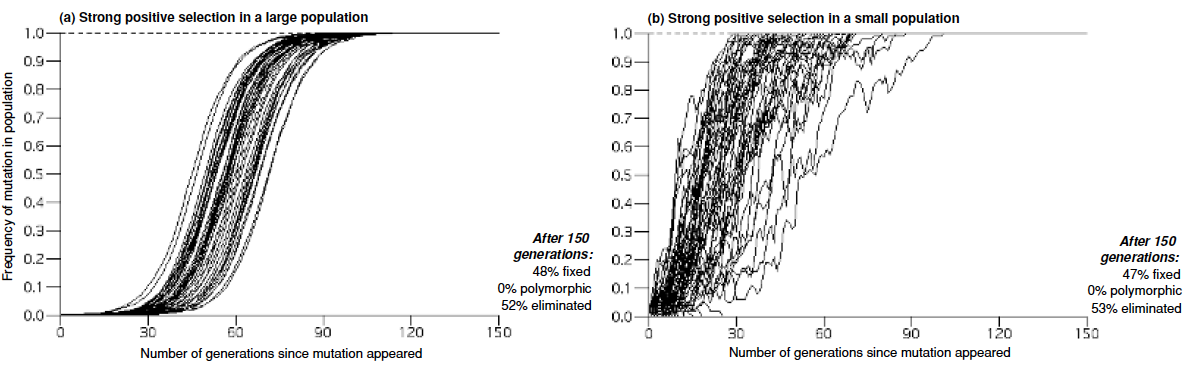 (a) Strong positive selection in a large population
1.0
0.9
0.8
0.7
0.6
0.5
0.4
0.3
0.2
0.1
0.0
Frequency of mutation in population
0
30
60
90
120
150
Number of generations since mutation appeared
After 150
generations:
48% fixed
0% polymorphic
52% eliminated
(b) Strong positive selection in a small population
1.0
0.9
0.8
0.7
0.6
0.5
0.4
0.3
0.2
0.1
0.0
0
30
60
90
120
150
Number of generations since mutation appeared
After 150
generations:
47% fixed
0% polymorphic
53% eliminated